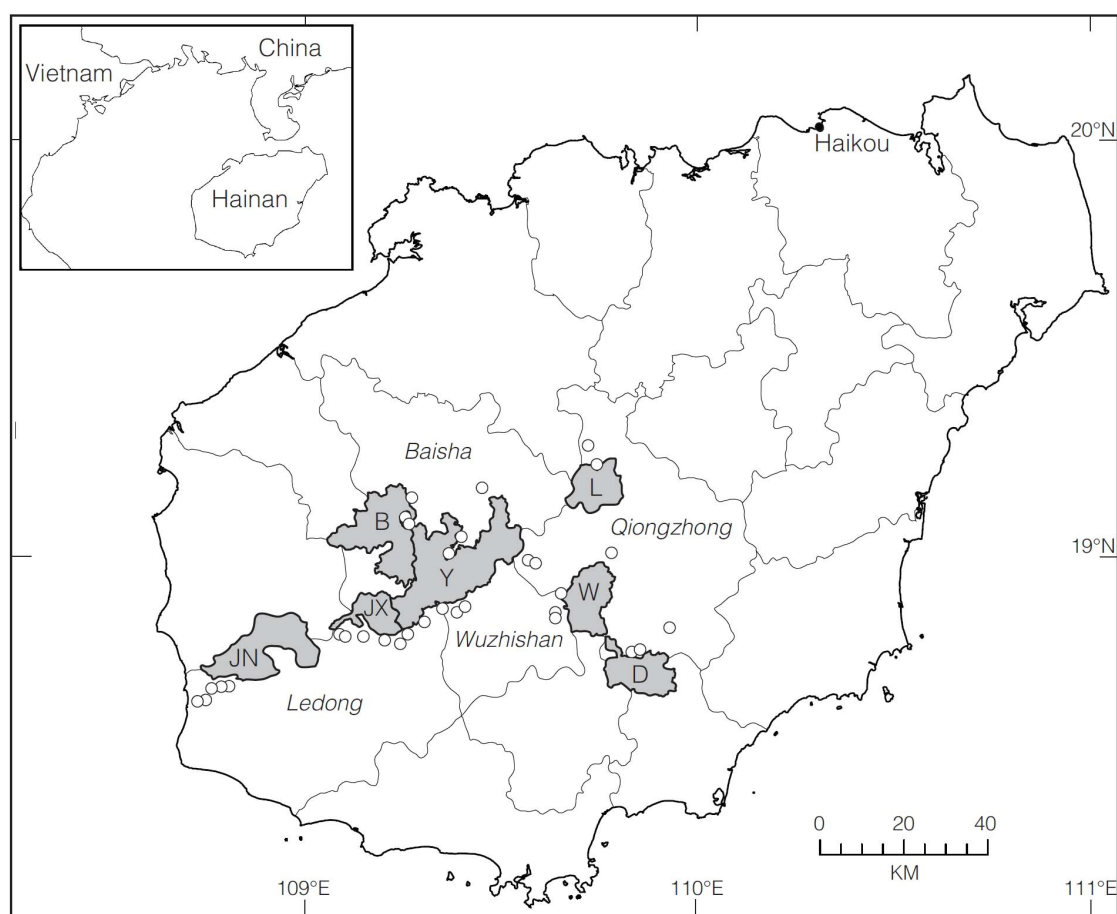 China
Vietnam
Hainan
20°N
Haikou
Baisha
L
B
Qiongzhong
19°N
Y
W
JX
Wuzhishan
JN
D
Ledong
0 20 40
KM
109°E 110°E 111°E